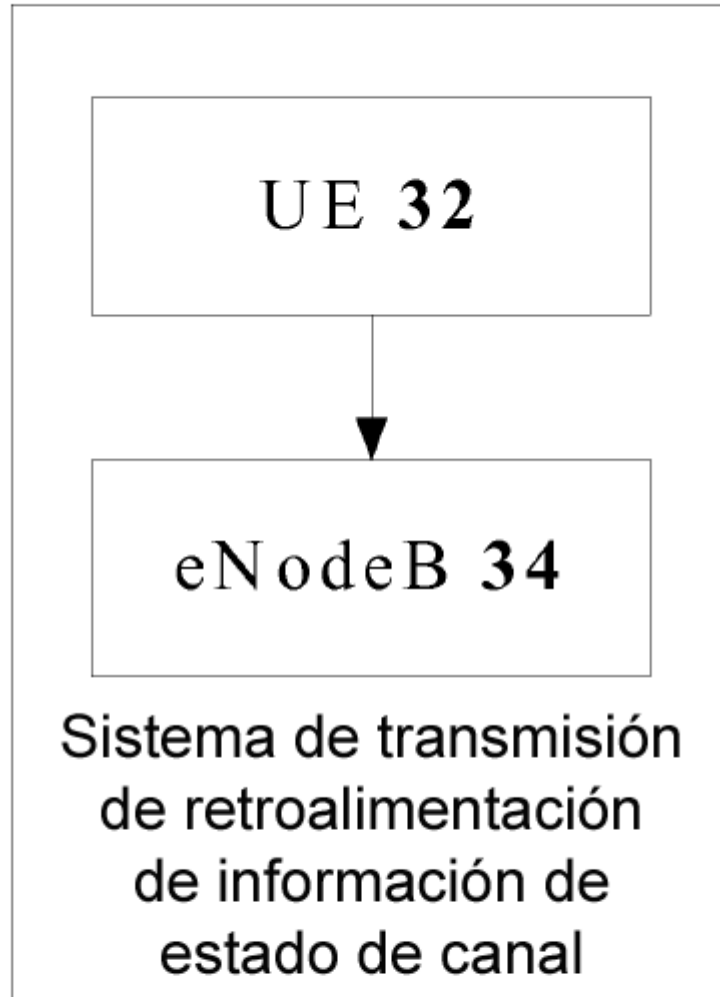 UE 32
eNodeB 34
Sistema de transmisión
de retroalimentación
de información de
estado de canal